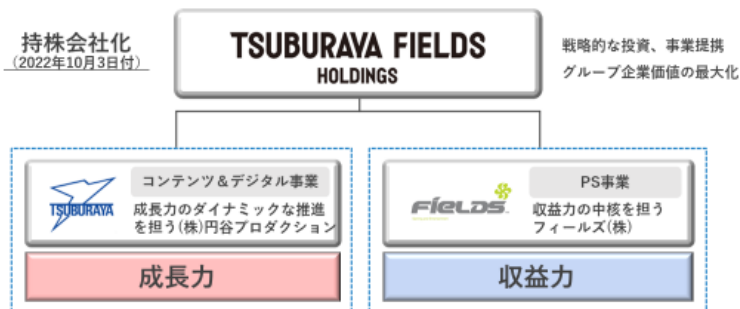 持株会社化
（2022年10月3日付）
TSUBURAYA FIELDS
HOLDINGS
戦略的な投資、事業提携
グループ企業価値の最大化
TSUBURAYA
コンテンツ＆デジタル事業
成長力のダイナミックな推進
を担う(株)円谷プロダクション
成長力
FIELDS
PS事業
収益力の中核を担う
フィールズ(株)
収益力